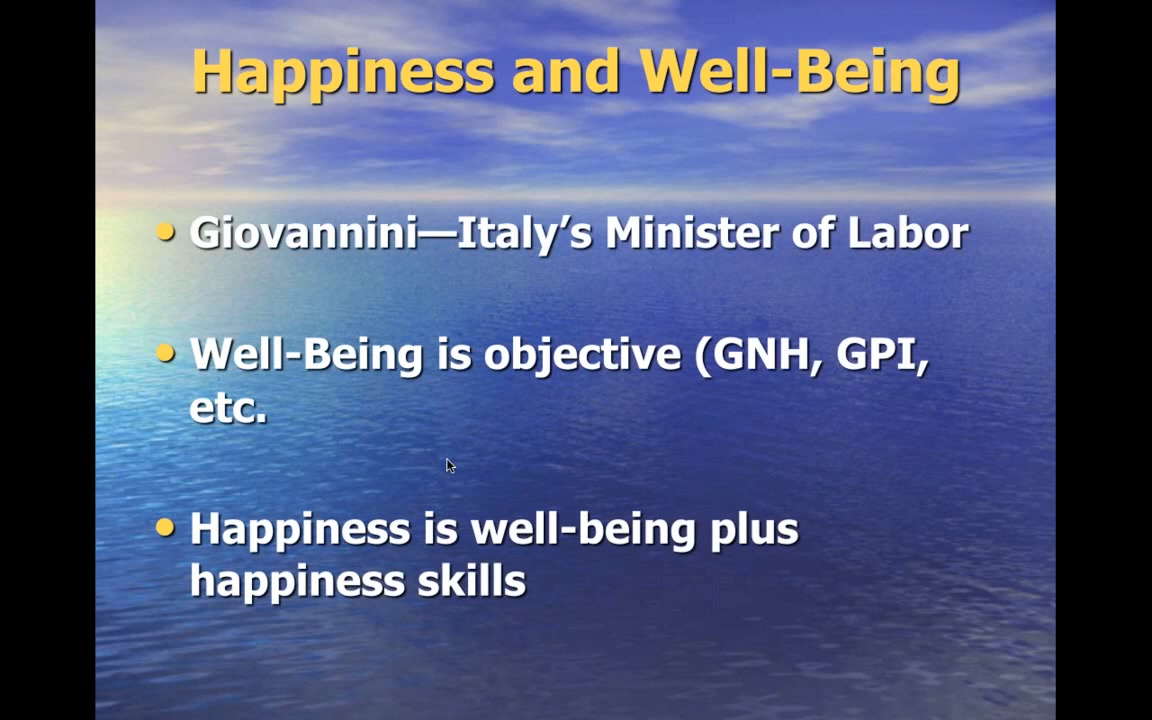 Happiness and Well-Being
• Giovannini—Italy’s Minister of Labor
• Well-Being is objective (GNH, GPI,
etc.
• Happiness is well-being plus
happiness skills